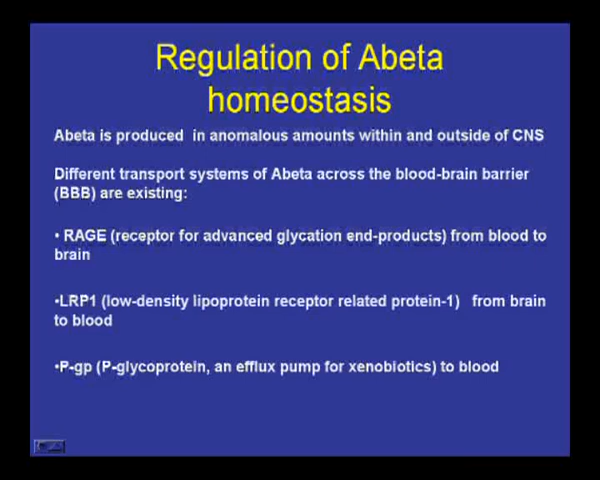 Regulation of Abeta
homeostasis
Abeta is produced in anomalous amounts within and outside of CNS
Different transport systems of Abeta across the blood-brain barrier
(BBB) are existing:
• RAGE (receptor for advanced glycation end-products) from blood to
brain
•LRP1 (low-density lipoprotein receptor related protein-1) from brain
to blood
•P-gp (P-glycoprotein, an efflux pump for xenobiotics) to blood